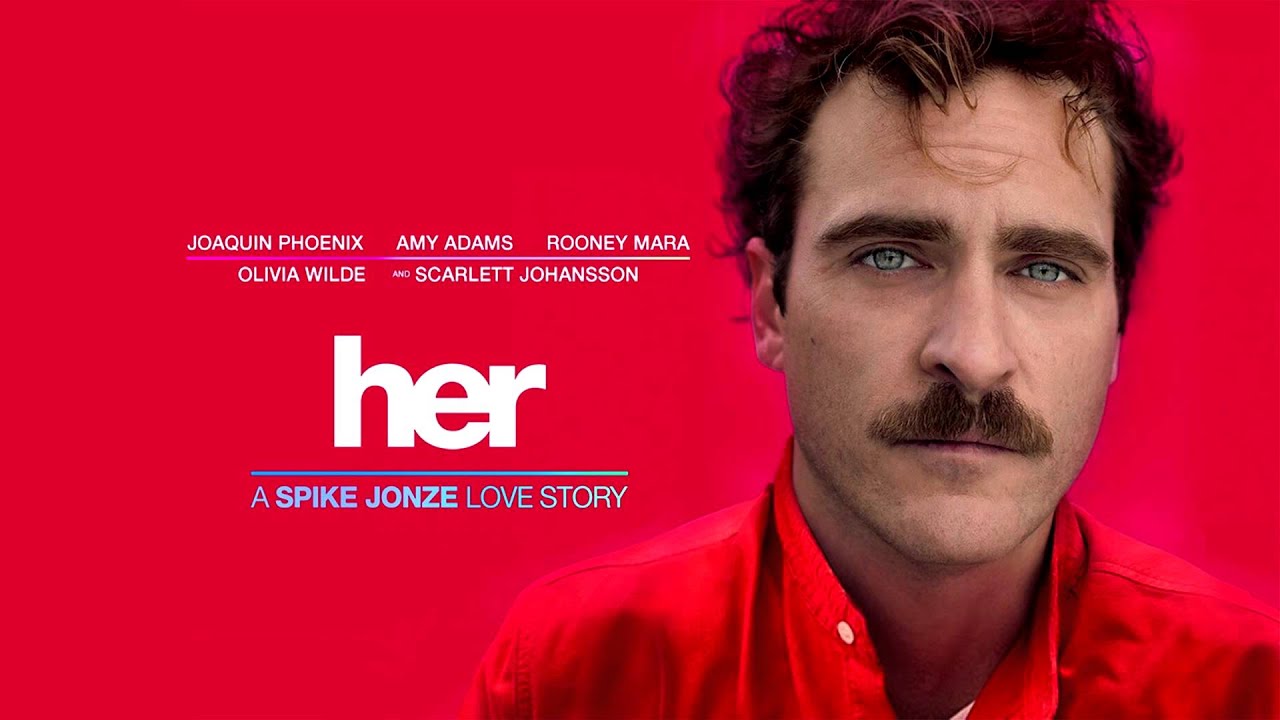 JOAQUIN PHOENIX AMY ADAMS ROONEY MARA
OLIVIA WILDE AND SCARLETT JOHANSSON
her
A SPIKE JONZE LOVE STORY